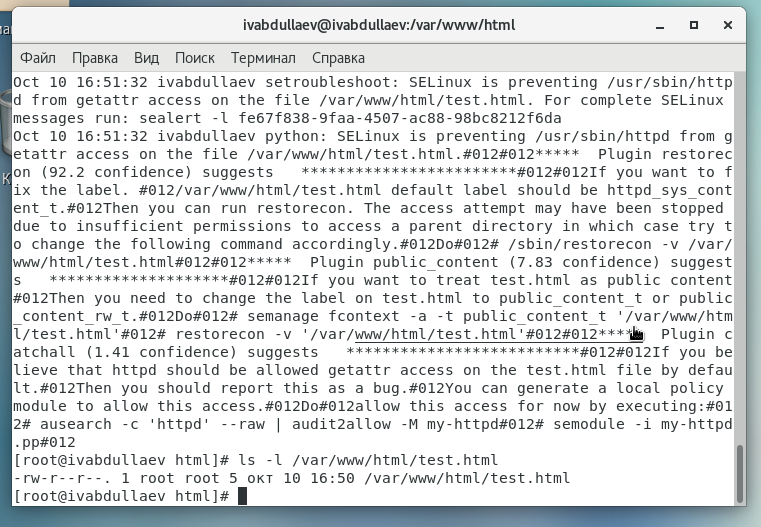 ivabdullaev@ivabdullaev:/var/www/html
Файл Правка Вид Поиск Терминал Справка
Oct 10 16:51:32 ivabdullaev setroubleshoot: SELinux is preventing /usr/sbin/http
d from getattr access on the file /var/www/html/test.html. For complete SELinux
messages run: sealert -l fe67f838-9faa-4507-ac88-98bc8212f6da
Oct 10 16:51:32 ivabdullaev python: SELinux is preventing /usr/sbin/httpd from g
etattr access on the file /var/www/html/test.html.#012#012*****  Plugin restorec
on (92.2 confidence) suggests   ************************#012#012If you want to f
ix the label. #012/var/www/html/test.html default label should be httpd_sys_cont
ent_t.#012Then you can run restorecon. The access attempt may have been stopped
due to insufficient permissions to access a parent directory in which case try t
o change the following command accordingly.#012Do#012# /sbin/restorecon -v /var/
www/html/test.html#012#012*****  Plugin public_content (7.83 confidence) suggest
s   ********************#012#012If you want to treat test.html as public content
#012Then you need to change the label on test.html to public_content_t or public
_content_rw_t.#012Do#012# semanage fcontext -a -t public_content_t '/var/www/htm
l/test.html'#012# restorecon -v '/var/www/html/test.html'#012#012*****  Plugin c
atchall (1.41 confidence) suggests   **************************#012#012If you be
lieve that httpd should be allowed getattr access on the test.html file by defau
lt.#012Then you should report this as a bug.#012You can generate a local policy
module to allow this access.#012Do#012allow this access for now by executing:#01
2# ausearch -c 'httpd' --raw | audit2allow -M my-httpd#012# semodule -i my-httpd
.pp#012
[root@ivabdullaev html]# ls -l /var/www/html/test.html
-rw-r--r--. 1 root root 5 окт 10 16:50 /var/www/html/test.html
[root@ivabdullaev html]#